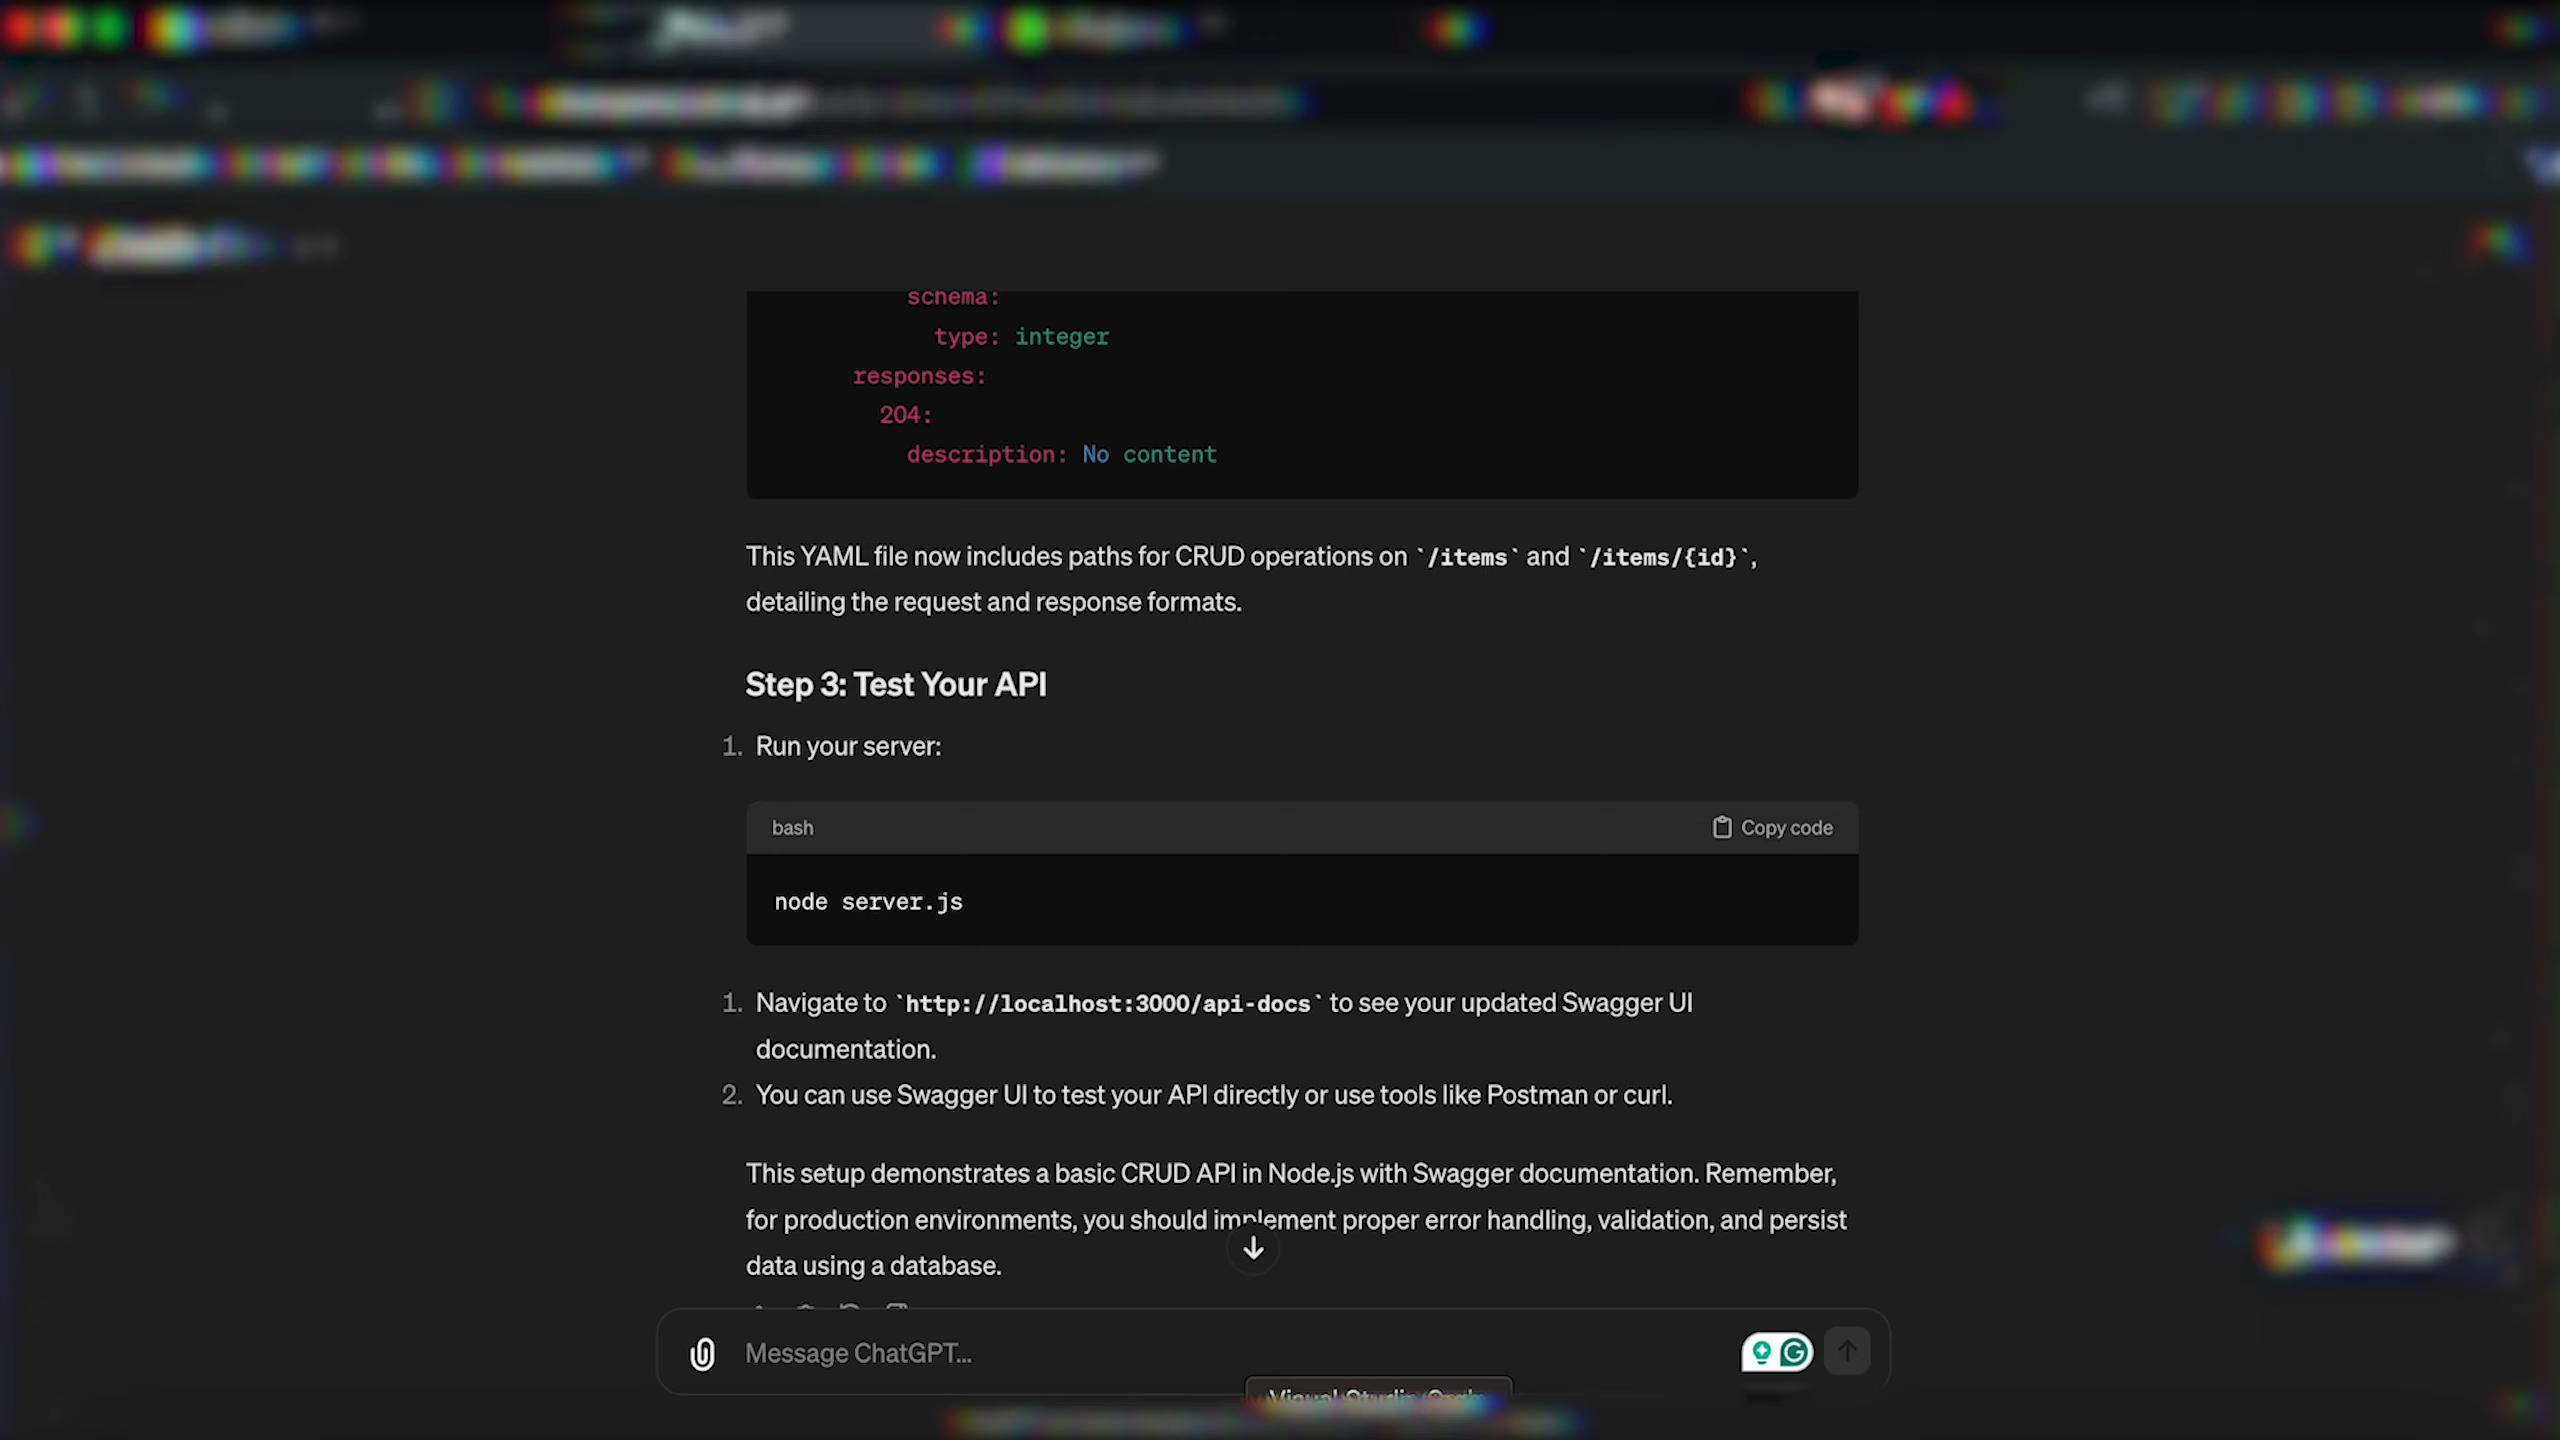 schema:
type: integer
responses:
204:
description: No content
This YAML file now includes paths for CRUD operations on `/items` and `/items/{id}`,
detailing the request and response formats.
Step 3: Test Your API
1. Run your server:
bash
Copy code
node server.js
1. Navigate to `http://localhost:3000/api-docs` to see your updated Swagger UI
documentation.
2. You can use Swagger UI to test your API directly or use tools like Postman or curl.
This setup demonstrates a basic CRUD API in Node.js with Swagger documentation. Remember,
for production environments, you should implement proper error handling, validation, and persist
data using a database.
Message ChatGPT...
Visual Studio